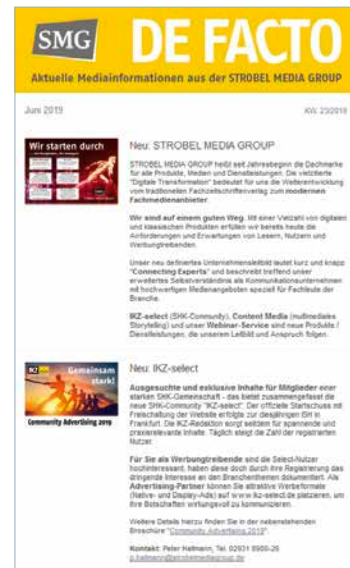 SMG
DE FACTO
Aktuelle Mediainformationen aus der STROBEL MEDIA GROUP
Juni 2019
KW: 23/2019
Wir starten durch
Neu: STROBEL MEDIA GROUP
STROBEL MEDIA GROUP heißt seit Jahresbeginn die Dachmarke
für alle Produkte, Medien und Dienstleistungen. Die vielzitierte
"Digitale Transformation" bedeutet für uns die Weiterentwicklung
vom traditionellen Fachzeitschriftenverlag zum modernen
Fachmedienanbieter.
Wir sind auf einem guten Weg. Mit einer Vielzahl von digitalen
und klassischen Produkten erfüllen wir bereits heute die
Anforderungen und Erwartungen von Lesern, Nutzern und
Werbungtreibenden.
Unser neu definiertes Unternehmensleitbild lautet kurz und knapp
"Connecting Experts" und beschreibt treffend unser
erweitertes Selbstverständnis als Kommunikationsunternehmen
mit hochwertigen Medienangeboten speziell für Fachleute der
Branche.
IKZ-select (SHK-Community), Content Media (multimediales
Storytelling) und unser Webinar-Service sind neue Produkte /
Dienstleistungen, die unserem Leitbild und Anspruch folgen.
Gemeinsam
stark!
Community Advertising 2019
Neu: IKZ-select
Ausgesuchte und exklusive Inhalte für Mitglieder einer
starken SHK-Gemeinschaft - das bietet zusammengefasst die
neue SHK-Community "IKZ-select". Der offizielle Startschuss mit
Freischaltung der Website erfolgte zur diesjährigen ISH in
Frankfurt. Die IKZ-Redaktion sorgt seitdem für spannende und
praxisrelevante Inhalte. Täglich steigt die Zahl der registrierten
Nutzer.
Für Sie als Werbungtreibende sind die Select-Nutzer
hochinteressant, haben diese doch durch ihre Registrierung das
dringende Interesse an den Branchenthemen dokumentiert. Als
Advertising-Partner können Sie attraktive Werbeformate
(Native- und Display-Ads) auf www.ikz-select.de platzieren, um
ihre Botschaften wirkungsvoll zu kommunizieren.
Weitere Details hierzu finden Sie in der nebenstehenden
Broschüre "Community Advertising 2019".
Kontakt: Peter Hallmann, Tel. 02931 8900-26
p.hallmann@strobelmediagroup.de